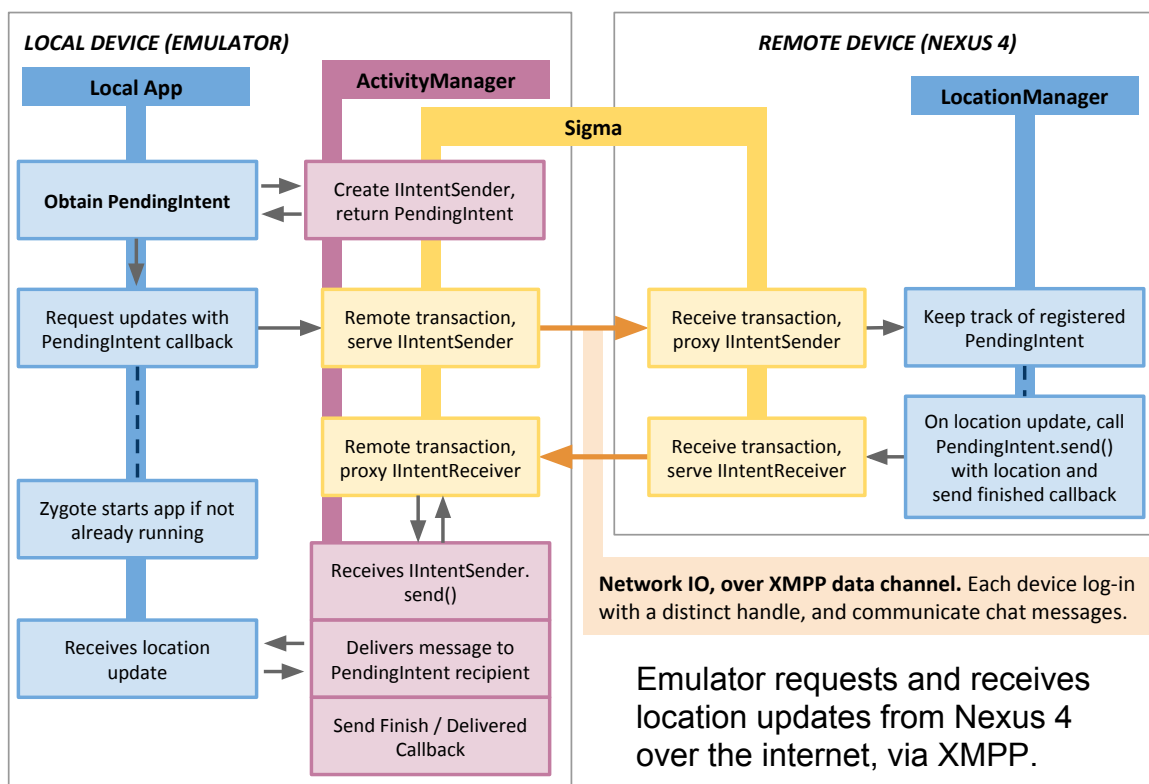 LOCAL DEVICE (EMULATOR)
REMOTE DEVICE (NEXUS 4)
Local App
ActivityManager
LocationManager
Sigma
Obtain PendingIntent
Create IIntentSender,
return PendingIntent
Request updates with
PendingIntent callback
Remote transaction,
serve IIntentSender
Receive transaction,
proxy IIntentSender
Keep track of registered
PendingIntent
On location update, call
PendingIntent.send()
with location and
send finished callback
Receive transaction,
serve IIntentReceiver
Remote transaction,
proxy IIntentReceiver
Zygote starts app if not
already running
Receives IIntentSender.
send()
Delivers message to
PendingIntent recipient
Receives location
update
Send Finish / Delivered
Callback
Network IO, over XMPP data channel. Each device log-in
with a distinct handle, and communicate chat messages.
Emulator requests and receives
location updates from Nexus 4
over the internet, via XMPP.